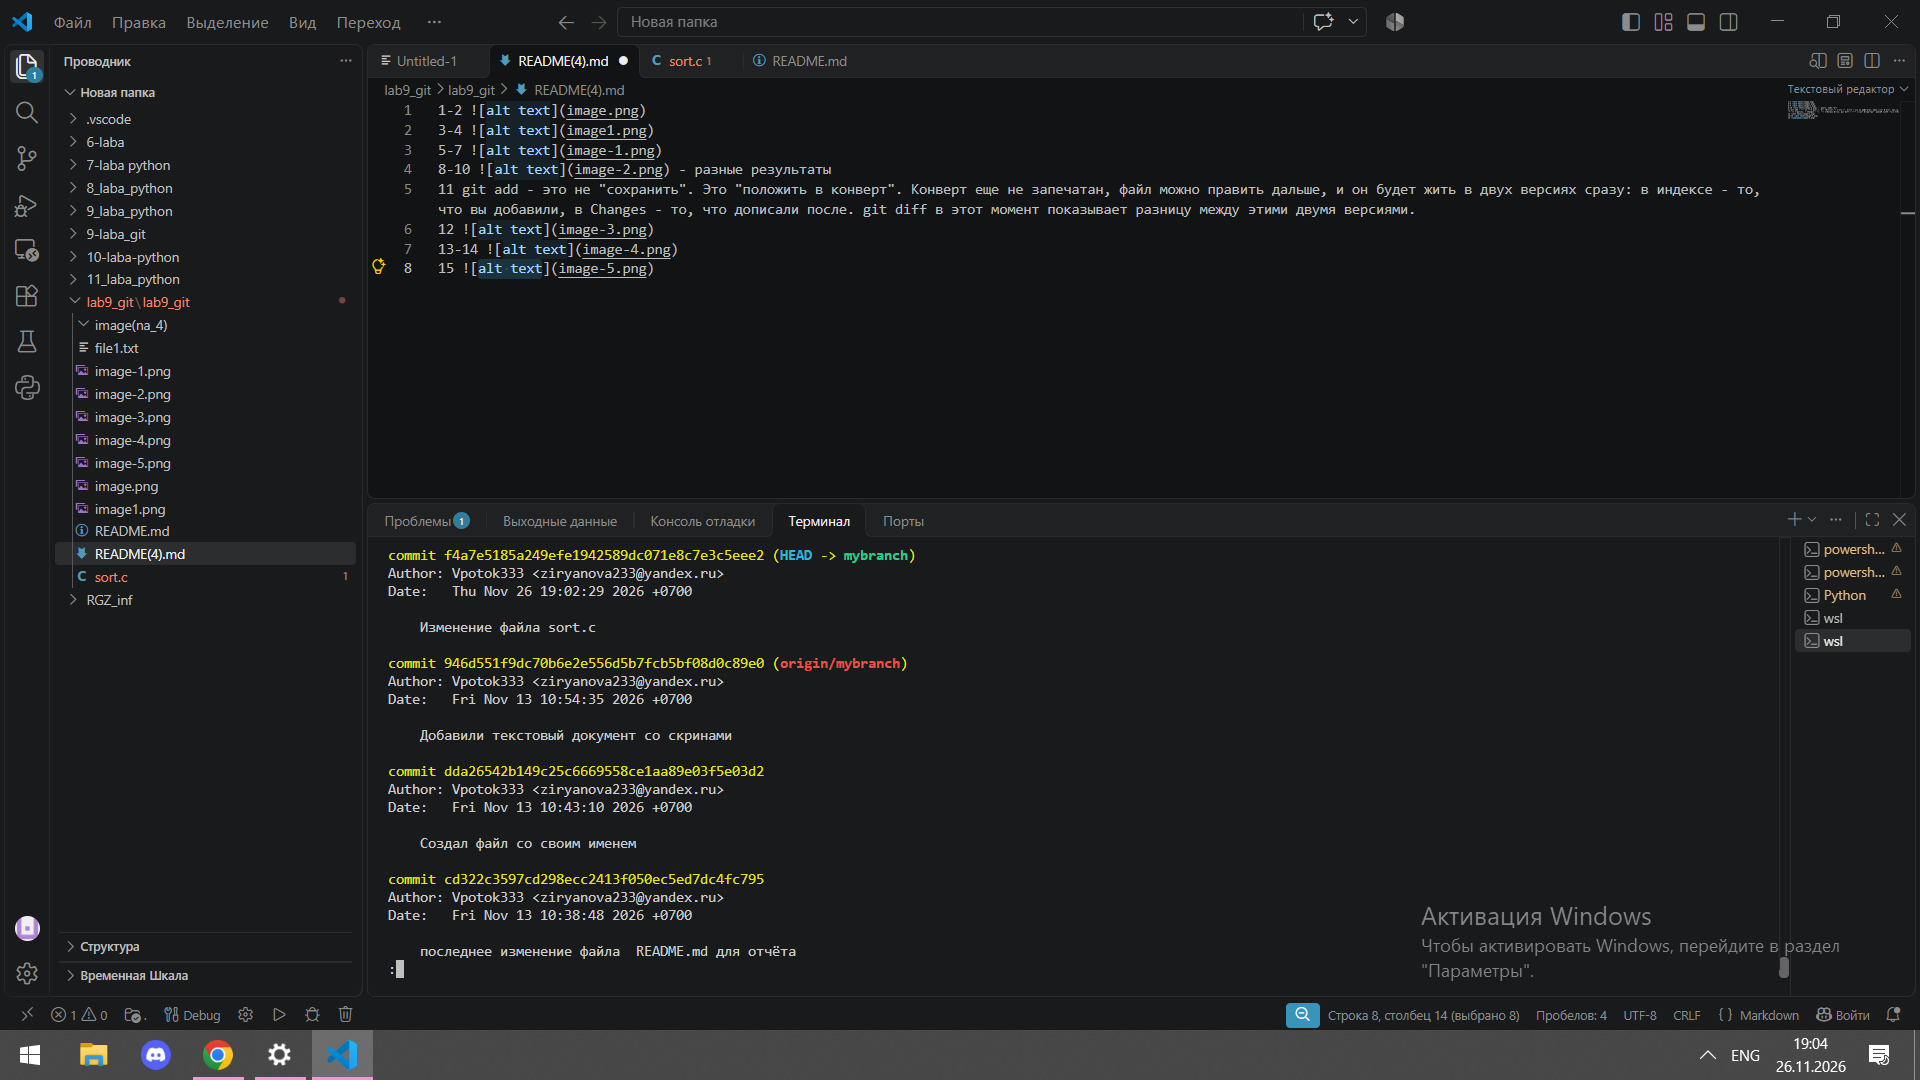 Файл Правка Выделение Вид Переход ···
Новая папка
Проводник
Новая папка
.vscode
6-laba
7-laba python
8_laba_python
9_laba_python
9-laba_git
10-laba-python
11_laba_python
lab9_git\lab9_git
image(na_4)
file1.txt
image-1.png
image-2.png
image-3.png
image-4.png
image-5.png
image.png
image1.png
README.md
README(4).md
sort.c 1
RGZ_inf
Структура
Временная Шкала
Untitled-1 README(4).md sort.c 1 README.md
lab9_git > lab9_git > README(4).md
Текстовый редактор
1 1-2 ![alt text](image.png)
2 3-4 ![alt text](image1.png)
3 5-7 ![alt text](image-1.png)
4 8-10 ![alt text](image-2.png) - разные результаты
5 11 git add - это не "сохранить". Это "положить в конверт". Конверт еще не запечатан, файл можно править дальше, и он будет жить в двух версиях сразу: в индексе - то,
что вы добавили, в Changes - то, что дописали после. git diff в этот момент показывает разницу между этими двумя версиями.
6 12 ![alt text](image-3.png)
7 13-14 ![alt text](image-4.png)
8 15 ![alt text](image-5.png)
Проблемы 1 Выходные данные Консоль отладки Терминал Порты
commit f4a7e5185a249efe1942589dc071e8c7e3c5eee2 (HEAD -> mybranch)
Author: Vpotok333 <ziryanova233@yandex.ru>
Date:   Thu Nov 26 19:02:29 2026 +0700
Изменение файла sort.c
commit 946d551f9dc70b6e2e556d5b7fcb5bf08d0c89e0 (origin/mybranch)
Author: Vpotok333 <ziryanova233@yandex.ru>
Date:   Fri Nov 13 10:54:35 2026 +0700
Добавили текстовый документ со скринами
commit dda26542b149c25c6669558ce1aa89e03f5e03d2
Author: Vpotok333 <ziryanova233@yandex.ru>
Date:   Fri Nov 13 10:43:10 2026 +0700
Создал файл со своим именем
commit cd322c3597cd298ecc2413f050ec5ed7dc4fc795
Author: Vpotok333 <ziryanova233@yandex.ru>
Date:   Fri Nov 13 10:38:48 2026 +0700
последнее изменение файла  README.md для отчёта
:
powersh...
powersh...
Python
wsl
wsl
Активация Windows
Чтобы активировать Windows, перейдите в раздел
"Параметры".
1 0 Debug
Строка 8, столбец 14 (выбрано 8) Пробелов: 4 UTF-8 CRLF { } Markdown Войти
1
ENG
19:04
26.11.2026